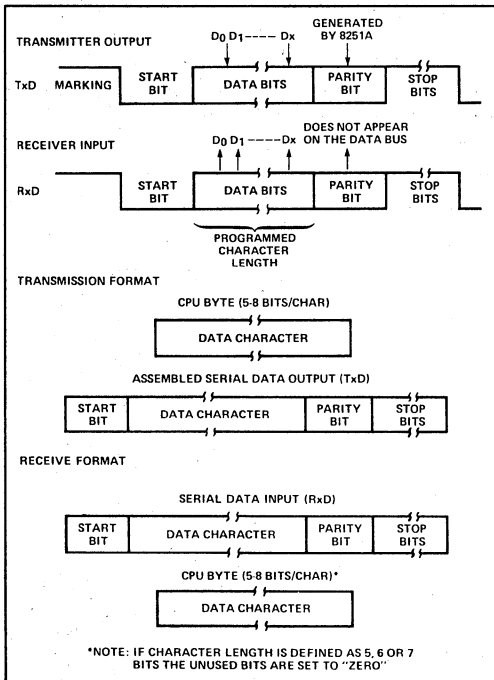 TRANSMITTER OUTPUT
D0 D1 ---- Dx
GENERATED
BY 8251A
TxD MARKING
START
BIT
DATA BITS
PARITY
BIT
STOP
BITS
RECEIVER INPUT
D0 D1 ---- Dx
DOES NOT APPEAR
ON THE DATA BUS
RxD
START
BIT
DATA BITS
PARITY
BIT
STOP
BITS
PROGRAMMED
CHARACTER
LENGTH
TRANSMISSION FORMAT
CPU BYTE (5-8 BITS/CHAR)
DATA CHARACTER
ASSEMBLED SERIAL DATA OUTPUT (TxD)
START
BIT
DATA CHARACTER
PARITY
BIT
STOP
BITS
RECEIVE FORMAT
SERIAL DATA INPUT (RxD)
START
BIT
DATA CHARACTER
PARITY
BIT
STOP
BITS
CPU BYTE (5-8 BITS/CHAR)*
DATA CHARACTER
*NOTE: IF CHARACTER LENGTH IS DEFINED AS 5, 6 OR 7
BITS THE UNUSED BITS ARE SET TO "ZERO"